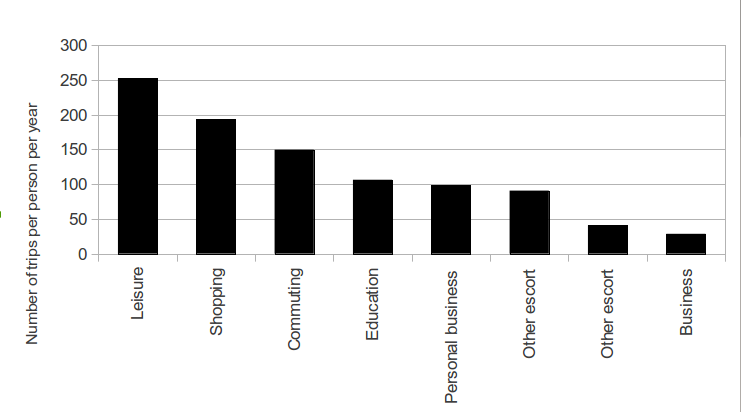 Number of trips per person per year
300
250
200
150
100
50
0
Leisure
Shopping
Commuting
Education
Personal business
Other escort
Other escort
Business